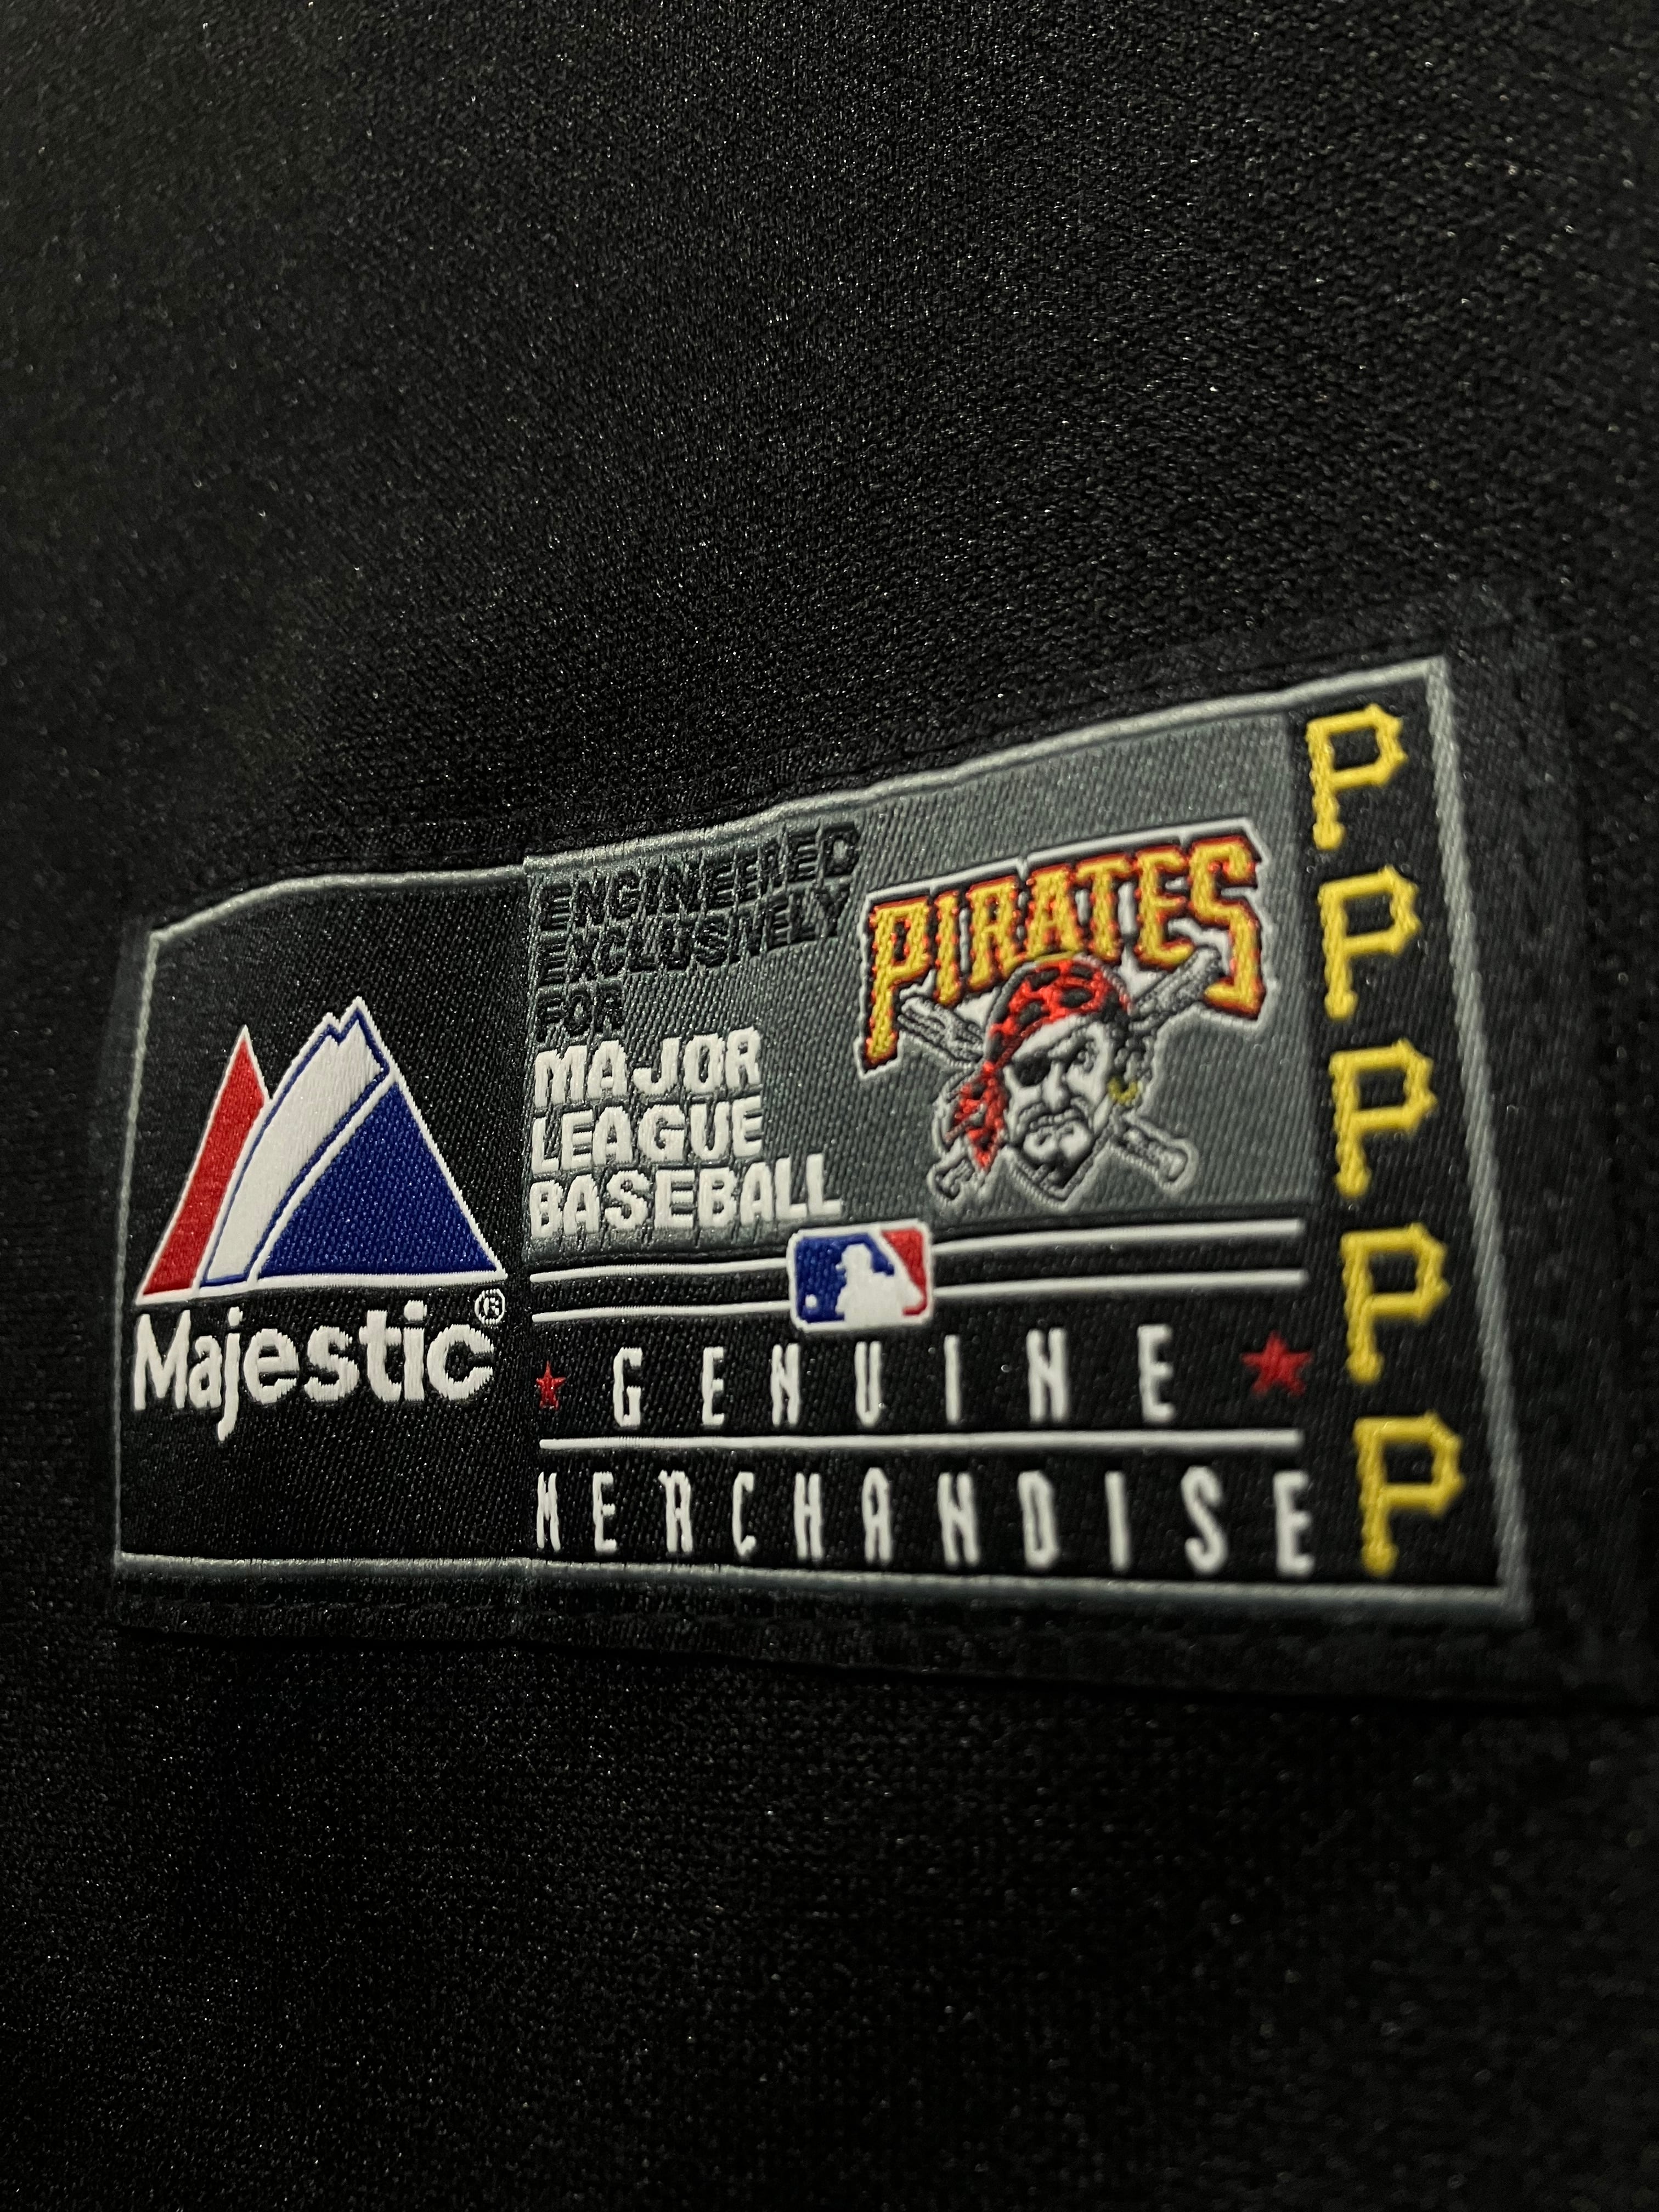 Majestic®
ENGINEERED
EXCLUSIVELY
FOR
MAJOR
LEAGUE
BASEBALL
PIRATES
GENUINE
MERCHANDISE
P
P
P
P
P